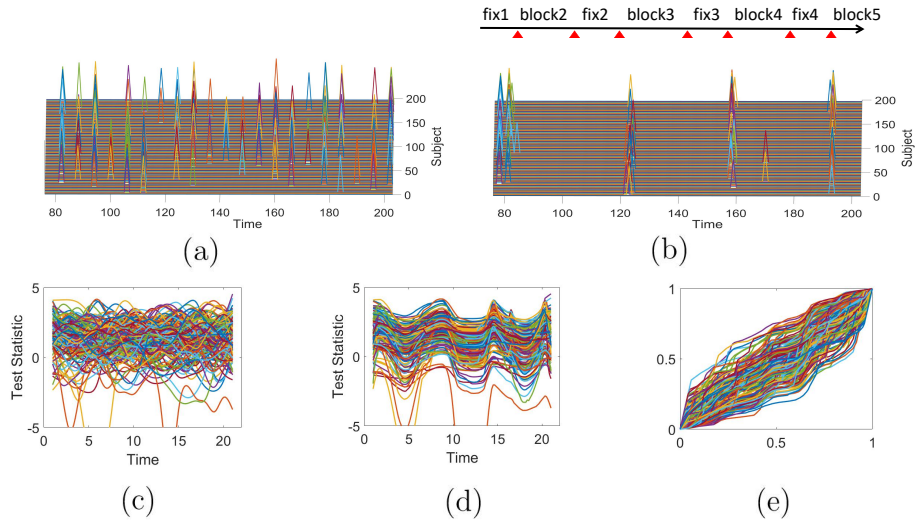 fix1 block2 fix2 block3 fix3 block4 fix4 block5
200
150
100
50
0
Subject
80 100 120 140 160 180 200
Time
(a)
200
150
100
50
0
Subject
80 100 120 140 160 180 200
Time
(b)
5
0
-5
Test Statistic
0 5 10 15 20
Time
(c)
5
0
-5
Test Statistic
0 5 10 15 20
Time
(d)
1
0.5
0
0 0.5 1
(e)